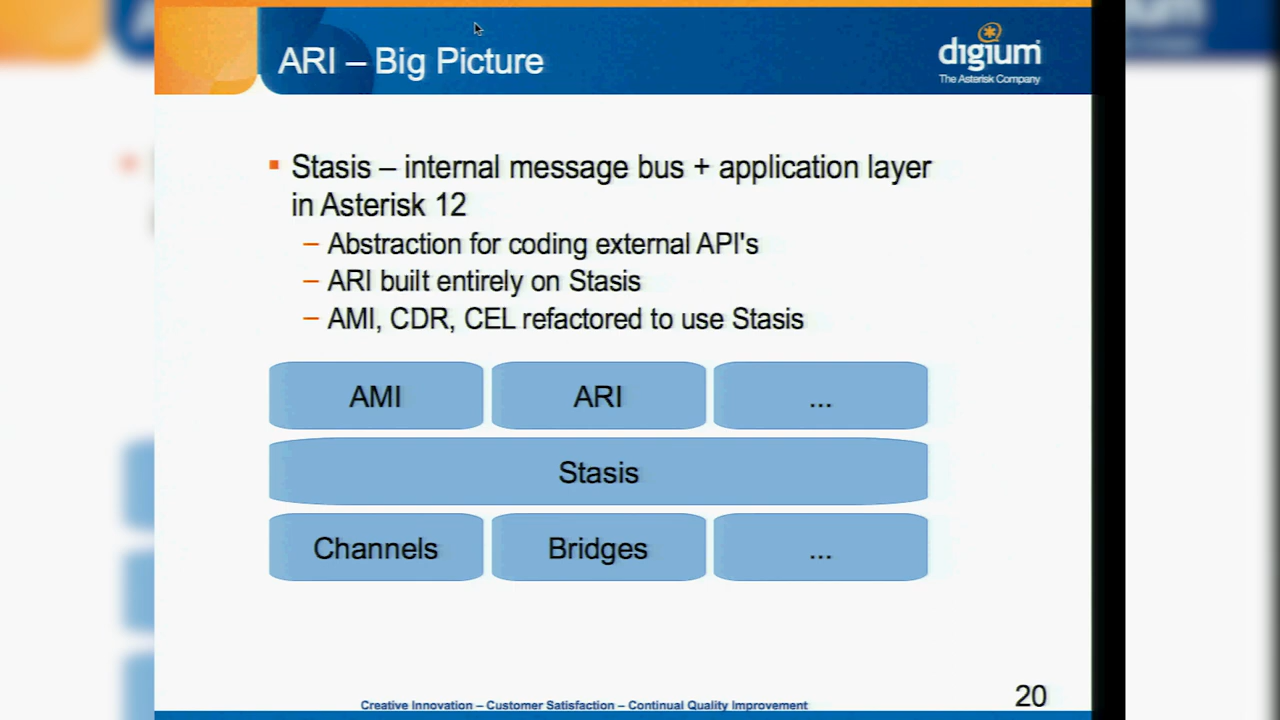 ARI – Big Picture
digium
The Asterisk Company
Stasis – internal message bus + application layer
in Asterisk 12
– Abstraction for coding external API's
– ARI built entirely on Stasis
– AMI, CDR, CEL refactored to use Stasis
AMI
ARI
...
Stasis
Channels
Bridges
...
Creative Innovation – Customer Satisfaction – Continual Quality Improvement
20